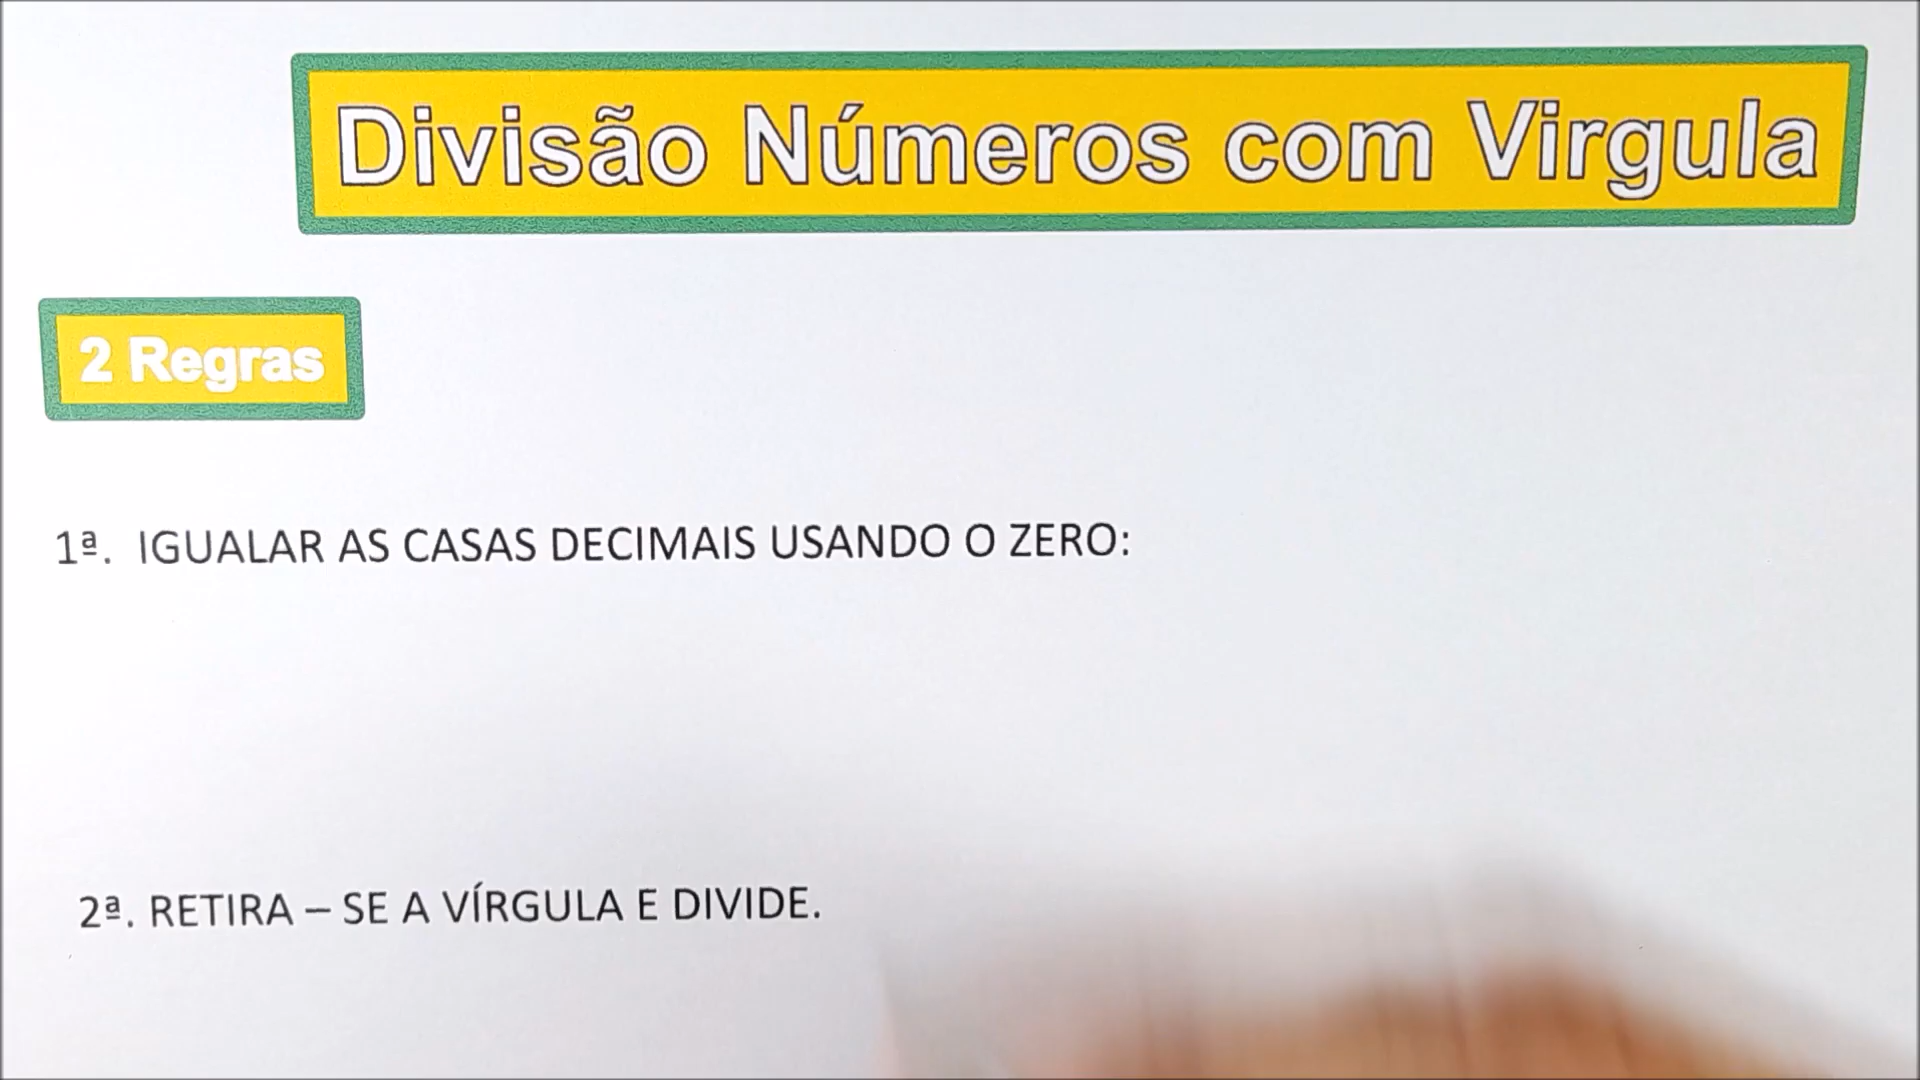 Divisão Números com Virgula
2 Regras
1ª. IGUALAR AS CASAS DECIMAIS USANDO O ZERO:
2ª. RETIRA – SE A VÍRGULA E DIVIDE.